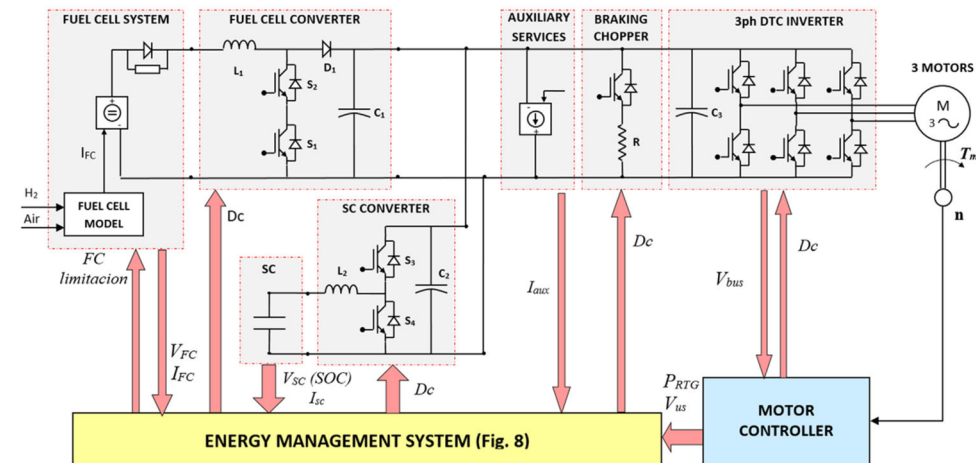 FUEL CELL SYSTEM
FUEL CELL CONVERTER
AUXILIARY
SERVICES
BRAKING
CHOPPER
3ph DTC INVERTER
3 MOTORS
L1
D1
S2
C1
S1
R
C3
M
3
Tm
n
+
=
-
IFC
H2
Air
FUEL CELL
MODEL
+
-
FC
limitacion
Dc
SC CONVERTER
SC
L2
S3
C2
S4
Iaux
Dc
Vbus
Dc
VFC
IFC
VSC (SOC)
Isc
Dc
PRTG
Vus
MOTOR
CONTROLLER
ENERGY MANAGEMENT SYSTEM (Fig. 8)